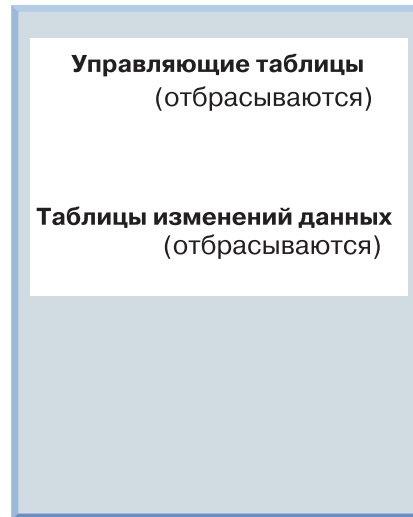 Управляющие таблицы
(отбрасываются)
Таблицы изменений данных
(отбрасываются)